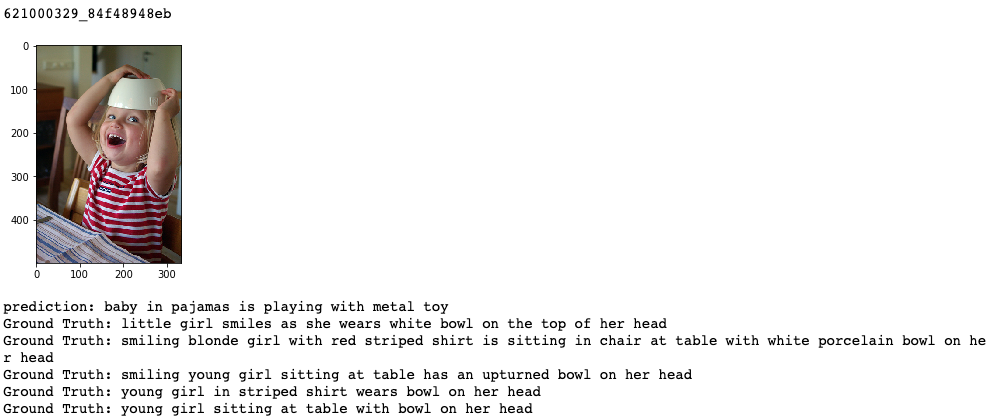 621000329_84f48948eb
0
100
200
300
400
0 100 200 300
prediction: baby in pajamas is playing with metal toy
Ground Truth: little girl smiles as she wears white bowl on the top of her head
Ground Truth: smiling blonde girl with red striped shirt is sitting in chair at table with white porcelain bowl on he
r head
Ground Truth: smiling young girl sitting at table has an upturned bowl on her head
Ground Truth: young girl in striped shirt wears bowl on her head
Ground Truth: young girl sitting at table with bowl on her head